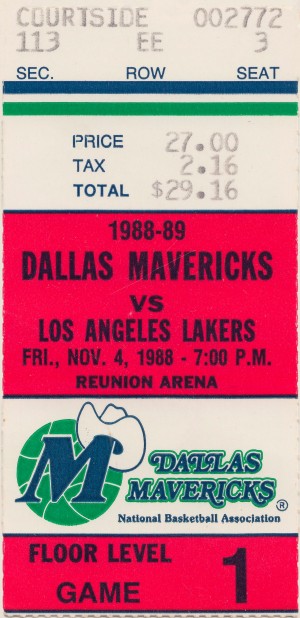 COURTSIDE 002772
113 EE 3
SEC. ROW SEAT
PRICE 27.00
TAX 2.16
TOTAL $29.16
1988-89
DALLAS MAVERICKS
VS
LOS ANGELES LAKERS
FRI., NOV. 4, 1988 - 7:00 P.M.
REUNION ARENA
M DALLAS
MAVERICKS®
National Basketball Association
FLOOR LEVEL
GAME 1